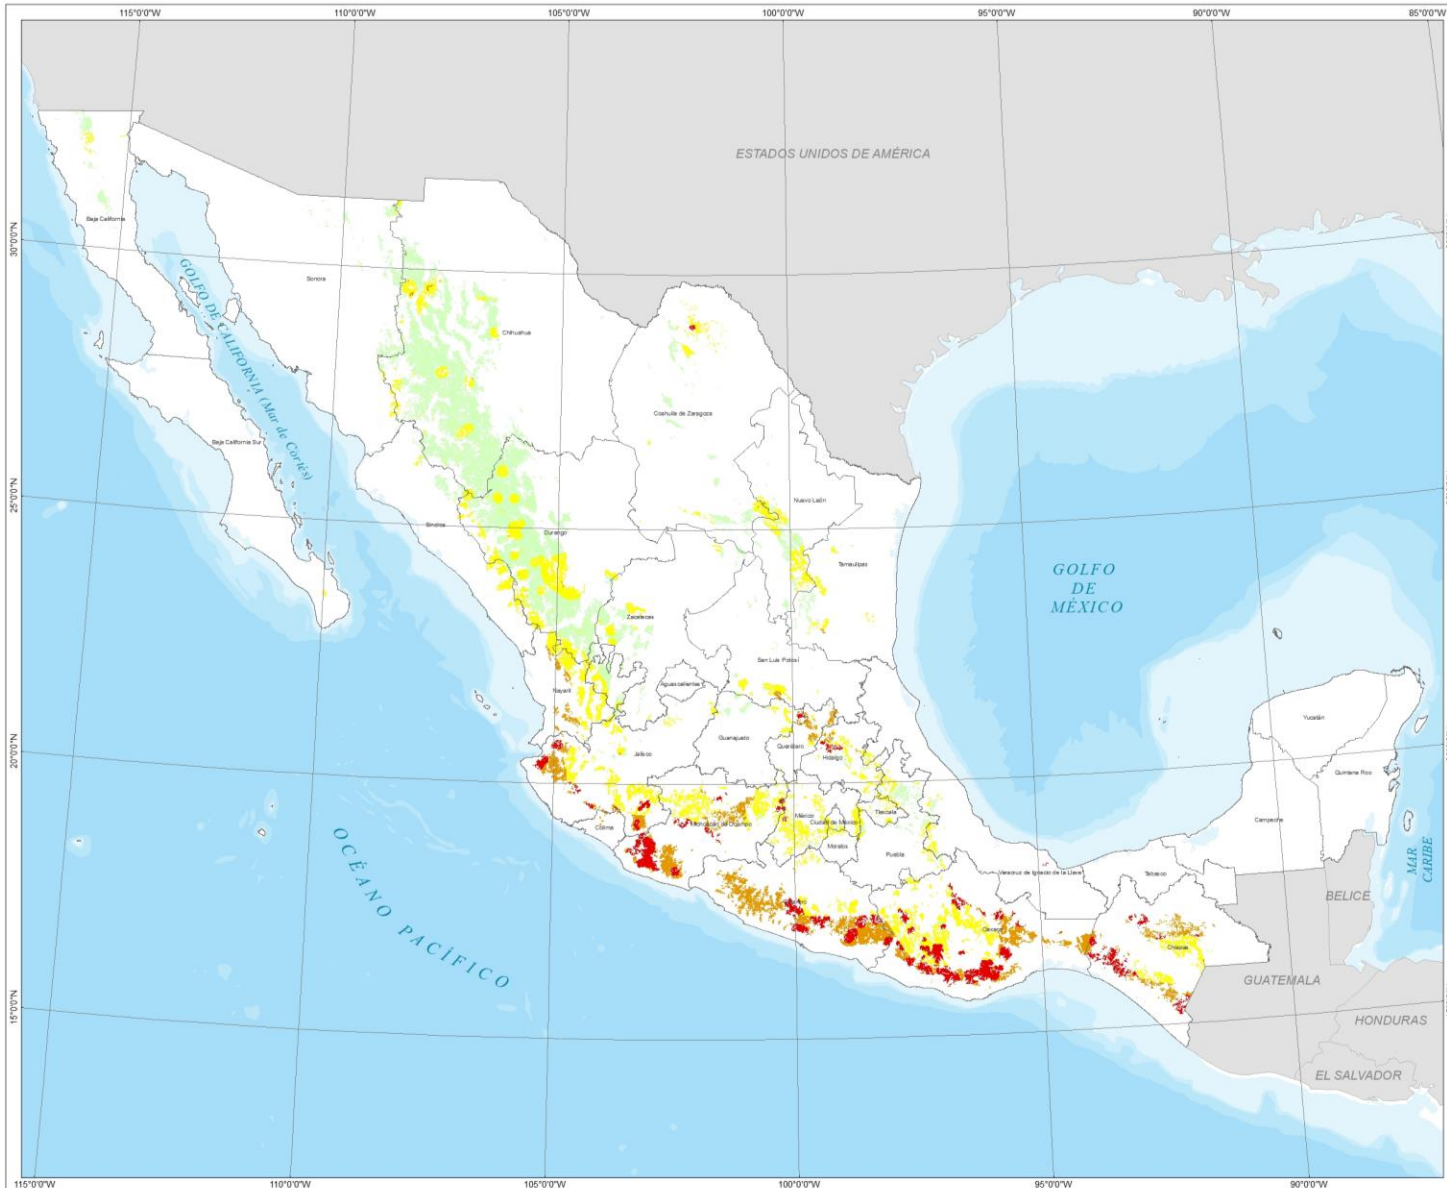 115°0'0"W 110°0'0"W 105°0'0"W 100°0'0"W 95°0'0"W 90°0'0"W 85°0'0"W
ESTADOS UNIDOS DE AMÉRICA
Baja California
30°0'0"N
Sonora
GOLFO DE CALIFORNIA (Mar de Cortés)
Chihuahua
Coahuila de Zaragoza
Baja California Sur
25°0'0"N
Nuevo León
Sinaloa
Durango
Tamaulipas
GOLFO
DE
MÉXICO
Zacatecas
San Luis Potosí
Nayarit
Aguascalientes
Yucatán
20°0'0"N
Guanajuato
Querétaro
Jalisco
Hidalgo
Quintana Roo
Colima
Michoacán de Ocampo
México
Ciudad de México
Tlaxcala
Campeche
Morelos
Puebla
MAR
CARIBE
Veracruz de Ignacio de la Llave
Tabasco
BELICE
OCÉANO PACÍFICO
Oaxaca
Chiapas
GUATEMALA
15°0'0"N
HONDURAS
EL SALVADOR
115°0'0"W 110°0'0"W 105°0'0"W 100°0'0"W 95°0'0"W 90°0'0"W